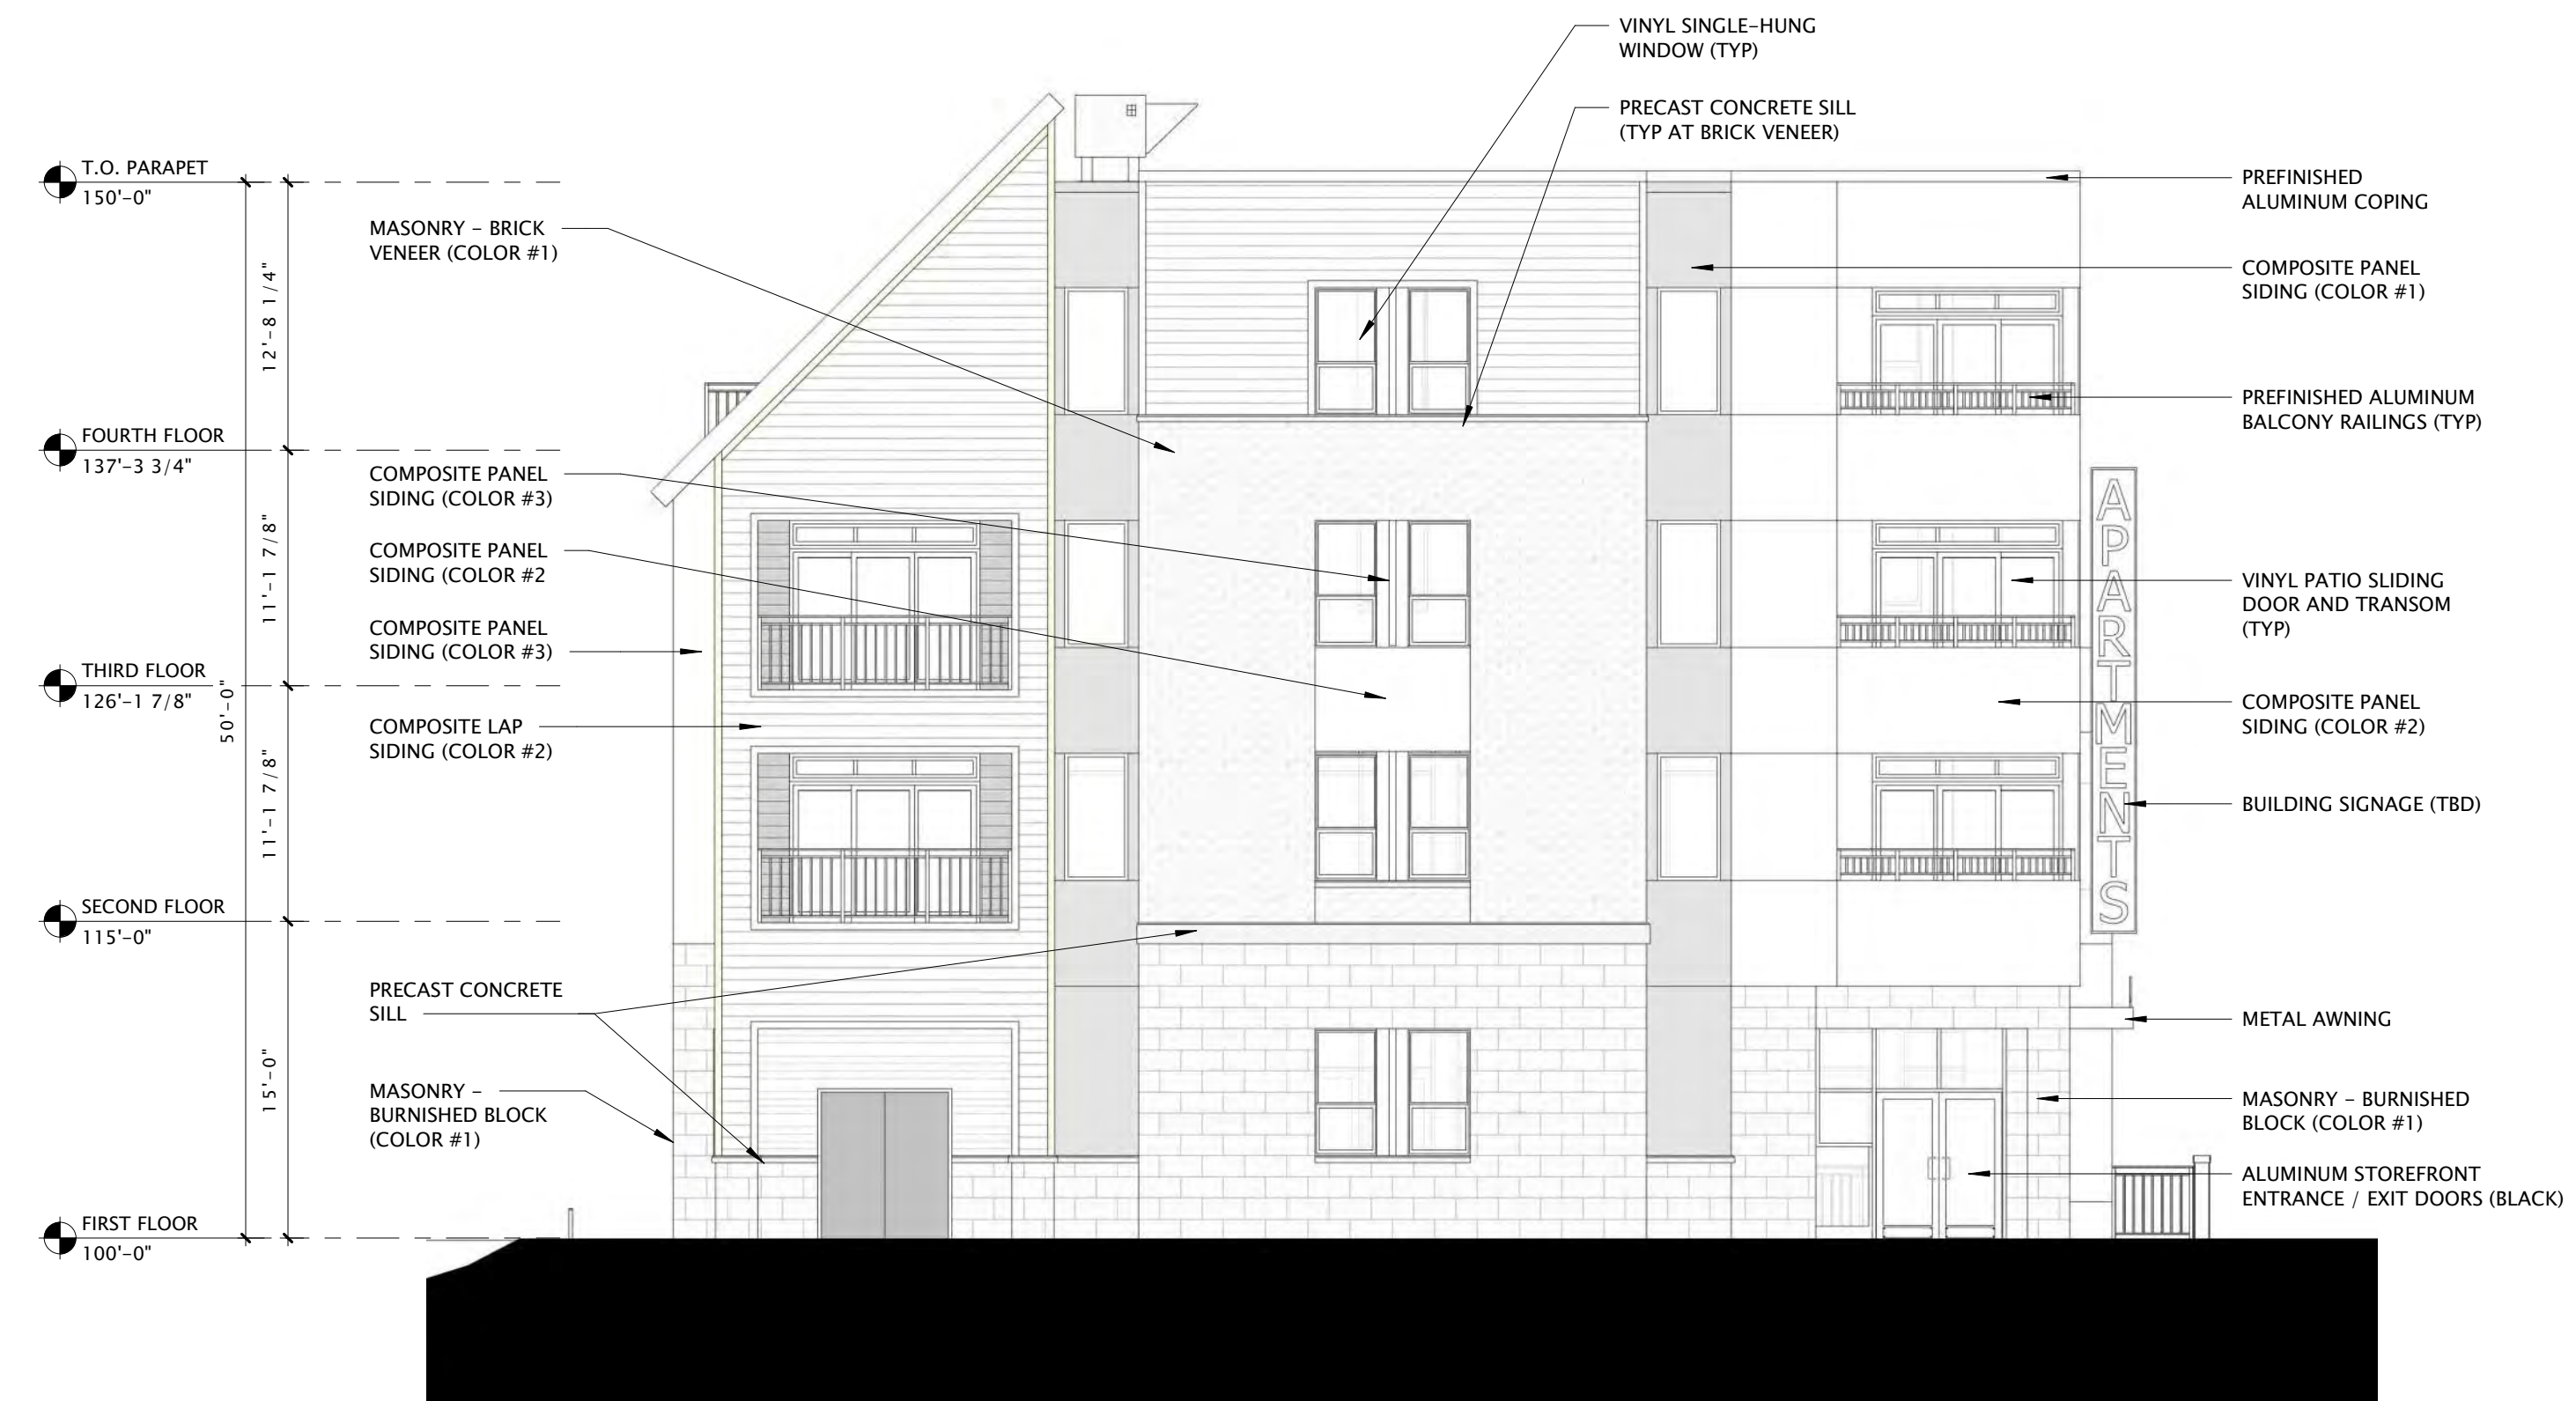 VINYL SINGLE-HUNG
WINDOW (TYP)
PRECAST CONCRETE SILL
(TYP AT BRICK VENEER)
T.O. PARAPET
150'-0"
12'-8 1/4"
FOURTH FLOOR
137'-3 3/4"
11'-1 7/8"
THIRD FLOOR
126'-1 7/8"
50'-0"
11'-1 7/8"
SECOND FLOOR
115'-0"
15'-0"
FIRST FLOOR
100'-0"
MASONRY - BRICK
VENEER (COLOR #1)
COMPOSITE PANEL
SIDING (COLOR #3)
COMPOSITE PANEL
SIDING (COLOR #2
COMPOSITE PANEL
SIDING (COLOR #3)
COMPOSITE LAP
SIDING (COLOR #2)
PRECAST CONCRETE
SILL
MASONRY -
BURNISHED BLOCK
(COLOR #1)
APARTMENTS
PREFINISHED
ALUMINUM COPING
COMPOSITE PANEL
SIDING (COLOR #1)
PREFINISHED ALUMINUM
BALCONY RAILINGS (TYP)
VINYL PATIO SLIDING
DOOR AND TRANSOM
(TYP)
COMPOSITE PANEL
SIDING (COLOR #2)
BUILDING SIGNAGE (TBD)
METAL AWNING
MASONRY - BURNISHED
BLOCK (COLOR #1)
ALUMINUM STOREFRONT
ENTRANCE / EXIT DOORS (BLACK)